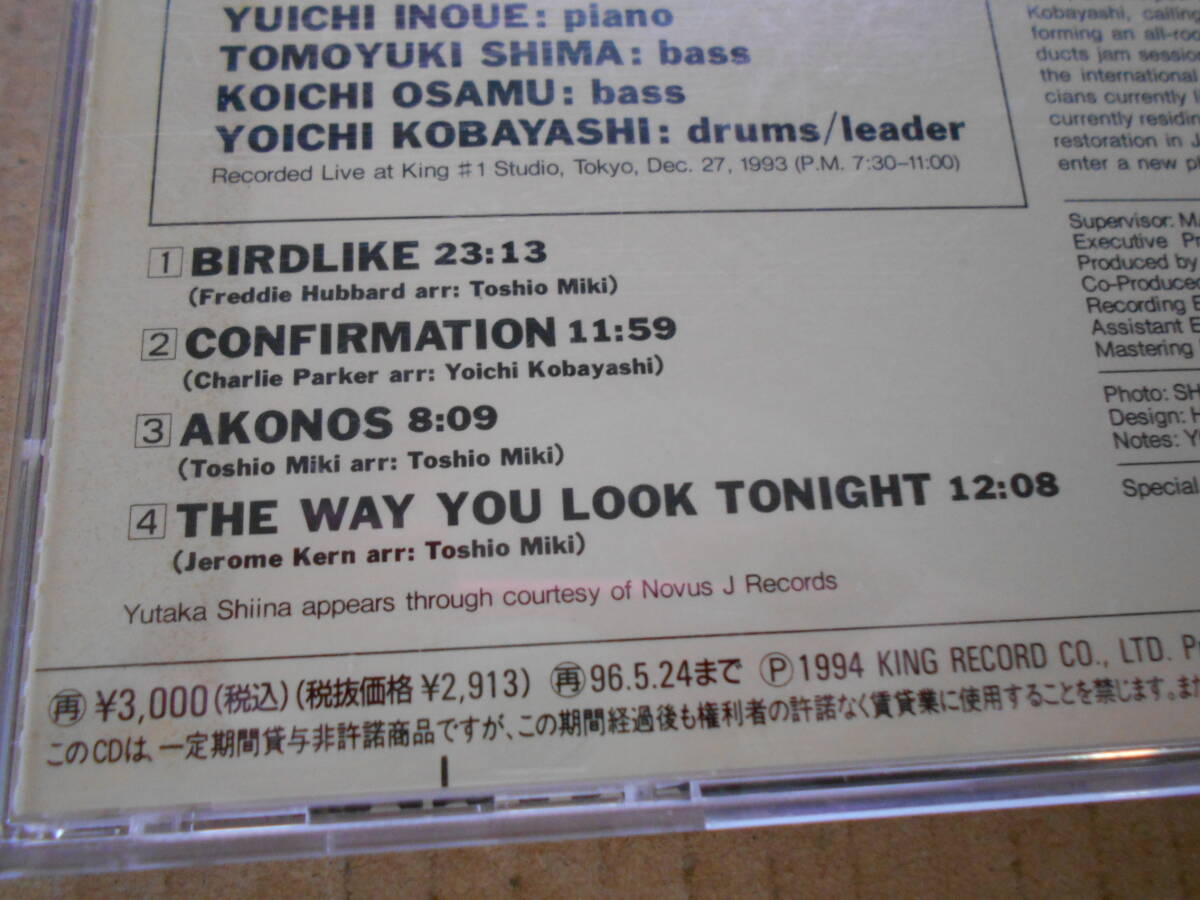 YUICHI INOUE: piano
TOMOYUKI SHIMA: bass
KOICHI OSAMU: bass
YOICHI KOBAYASHI: drums/leader
Recorded Live at King #1 Studio, Tokyo, Dec. 27, 1993 (P.M. 7:30–11:00)
1 BIRDLIKE 23:13
(Freddie Hubbard arr: Toshio Miki)
2 CONFIRMATION 11:59
(Charlie Parker arr: Yoichi Kobayashi)
3 AKONOS 8:09
(Toshio Miki arr: Toshio Miki)
4 THE WAY YOU LOOK TONIGHT 12:08
(Jerome Kern arr: Toshio Miki)
Yutaka Shiina appears through courtesy of Novus J Records
Kobayashi, calling
forming an all-
ducts jam
the international
cians currently
currently
restoration in
enter a new
Supervisor:
Executive
Produced by
Co-Produced
Recording
Assistant
Mastering
Photo:
Design:
Notes:
Special
再 ¥3,000(税込)(税抜価格 ¥2,913) 再 96.5.24まで Ⓟ1994 KING RECORD CO., LTD.
このCDは、一定期間貸与非許諾商品ですが、この期間経過後も権利者の許諾なく賃貸業に使用することを禁じます。また